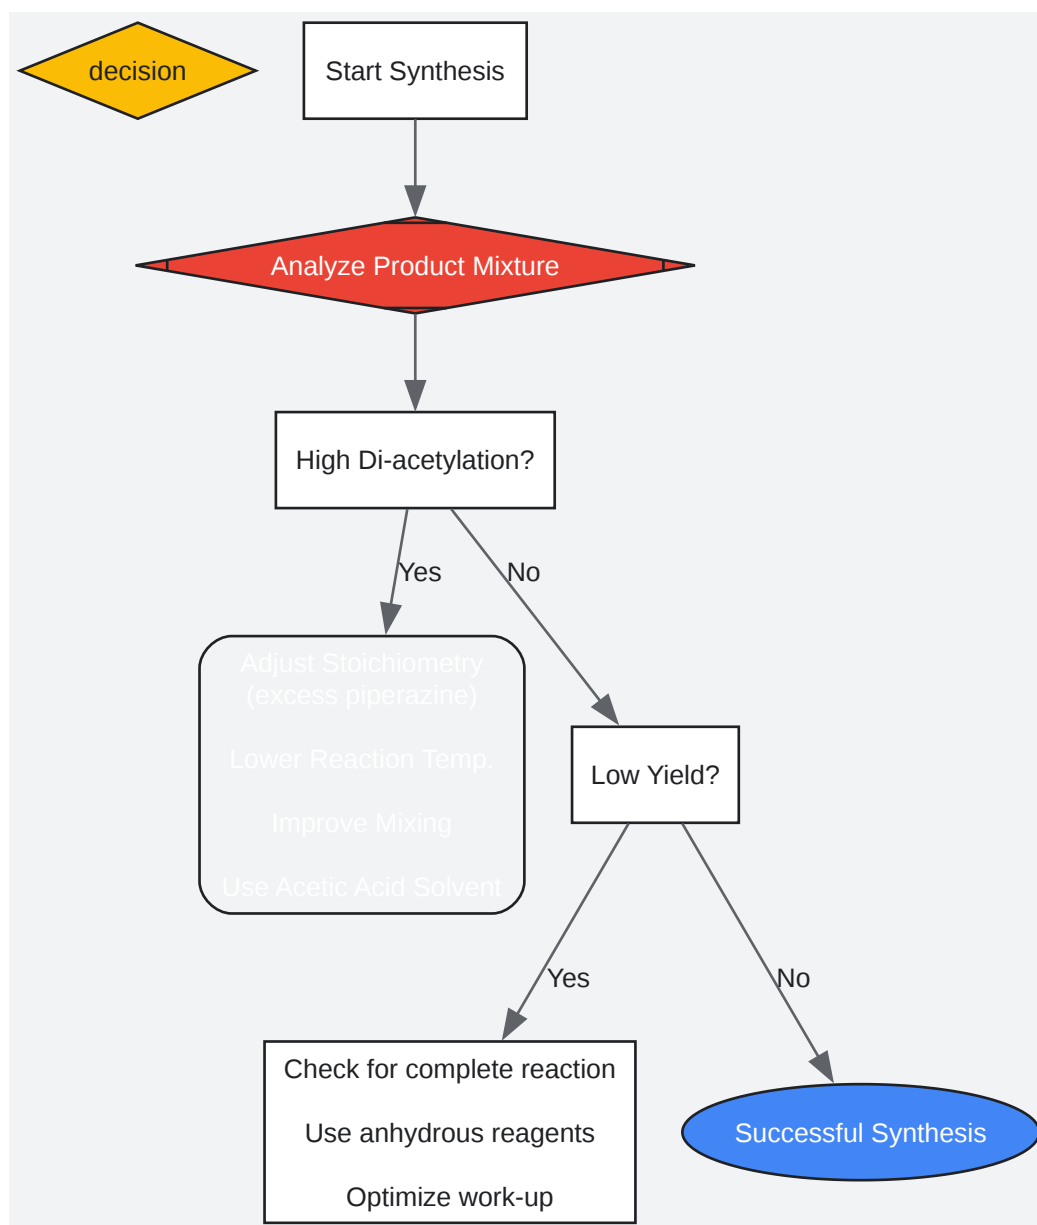 decision
Start Synthesis
Analyze Product Mixture
High Di-acetylation?
Yes
No
Adjust Stoichiometry
(excess piperazine)
Lower Reaction Temp.
Improve Mixing
Use Acetic Acid Solvent
Low Yield?
Yes
No
Check for complete reaction
Use anhydrous reagents
Optimize work-up
Successful Synthesis